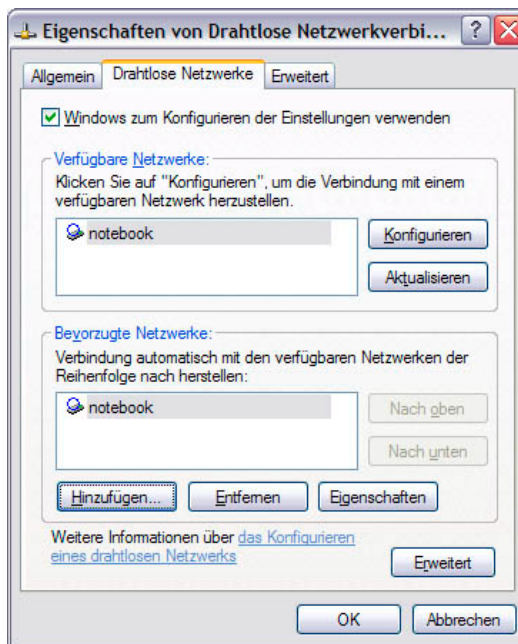 Eigenschaften von Drahtlose Netzwerkverbi...
Allgemein Drahtlose Netzwerke Erweitert
Windows zum Konfigurieren der Einstellungen verwenden
Verfügbare Netzwerke:
Klicken Sie auf "Konfigurieren", um die Verbindung mit einem
verfügbaren Netzwerk herzustellen.
notebook
Konfigurieren
Aktualisieren
Bevorzugte Netzwerke:
Verbindung automatisch mit den verfügbaren Netzwerken der
Reihenfolge nach herstellen:
notebook
Nach oben
Nach unten
Hinzufügen... Entfernen Eigenschaften
Weitere Informationen über das Konfigurieren
eines drahtlosen Netzwerks
Erweitert
OK Abbrechen